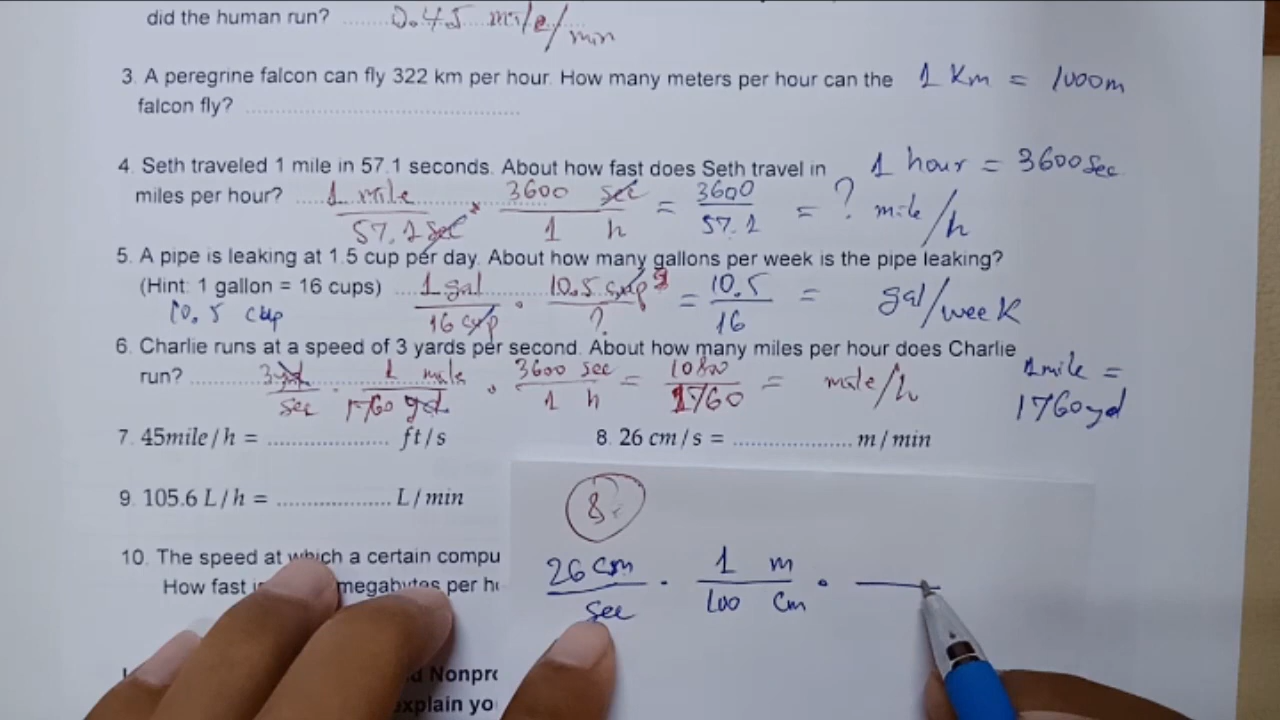 did the human run? 0.45 mile/min
3. A peregrine falcon can fly 322 km per hour. How many meters per hour can the 1 Km = 1000m
falcon fly?
4. Seth traveled 1 mile in 57.1 seconds. About how fast does Seth travel in 1 hour = 3600 sec
miles per hour? 1 mile / 57.1 sec * 3600 sec / 1 h = 3600 / 57.1 = ? mile/h
5. A pipe is leaking at 1.5 cup per day. About how many gallons per week is the pipe leaking?
(Hint: 1 gallon = 16 cups) 1 gal / 16 cup . 10.5 cup / ? = 10.5 / 16 = gal/week
10.5 cup
6. Charlie runs at a speed of 3 yards per second. About how many miles per hour does Charlie 1 mile =
run? 3 yd / sec . 1 mile / 1760 yd . 3600 sec / 1 h = 10800 / 1760 = mile/h 1760yd
7. 45mile/h = .................. ft/s 8. 26 cm/s = .................. m/min
9. 105.6 L/h = ................. L/min
8.
10. The speed at which a certain compu
How fast megabytes per
26 cm / sec . 1 m / 100 cm .
Nonpr
explain yo